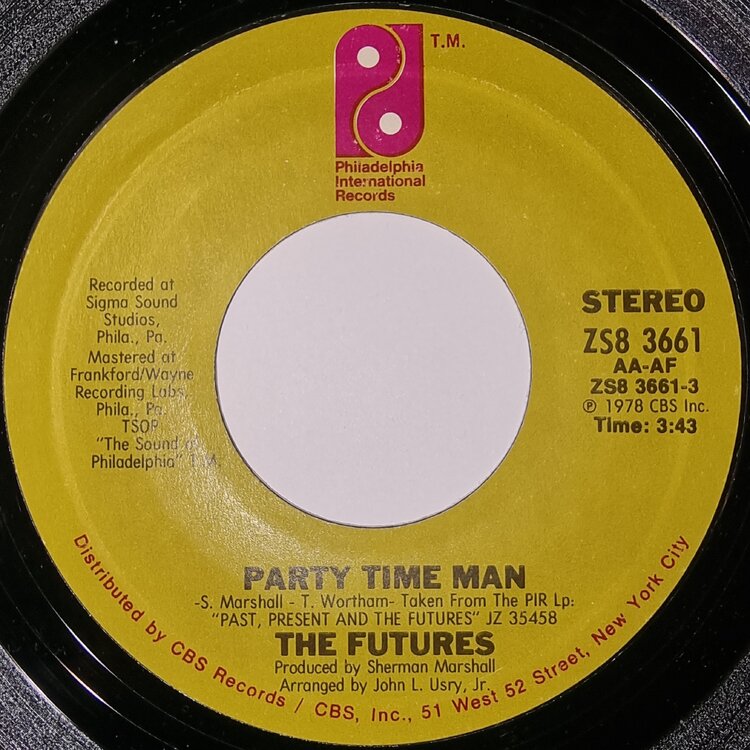 T.M.
Philadelphia
International
Records
Recorded at
Sigma Sound
Studios,
Phila., Pa.
Mastered at
Frankford/Wayne
Recording Labs,
Phila., Pa.
TSOP
"The Sound of
Philadelphia" T.M.
STEREO
ZS8 3661
AA-AF
ZS8 3661-3
℗ 1978 CBS Inc.
Time: 3:43
PARTY TIME MAN
-S. Marshall - T. Wortham- Taken From The PIR Lp:
"PAST, PRESENT AND THE FUTURES" JZ 35458
THE FUTURES
Produced by Sherman Marshall
Arranged by John L. Usry, Jr.
Distributed by CBS Records / CBS, Inc., 51 West 52 Street, New York City